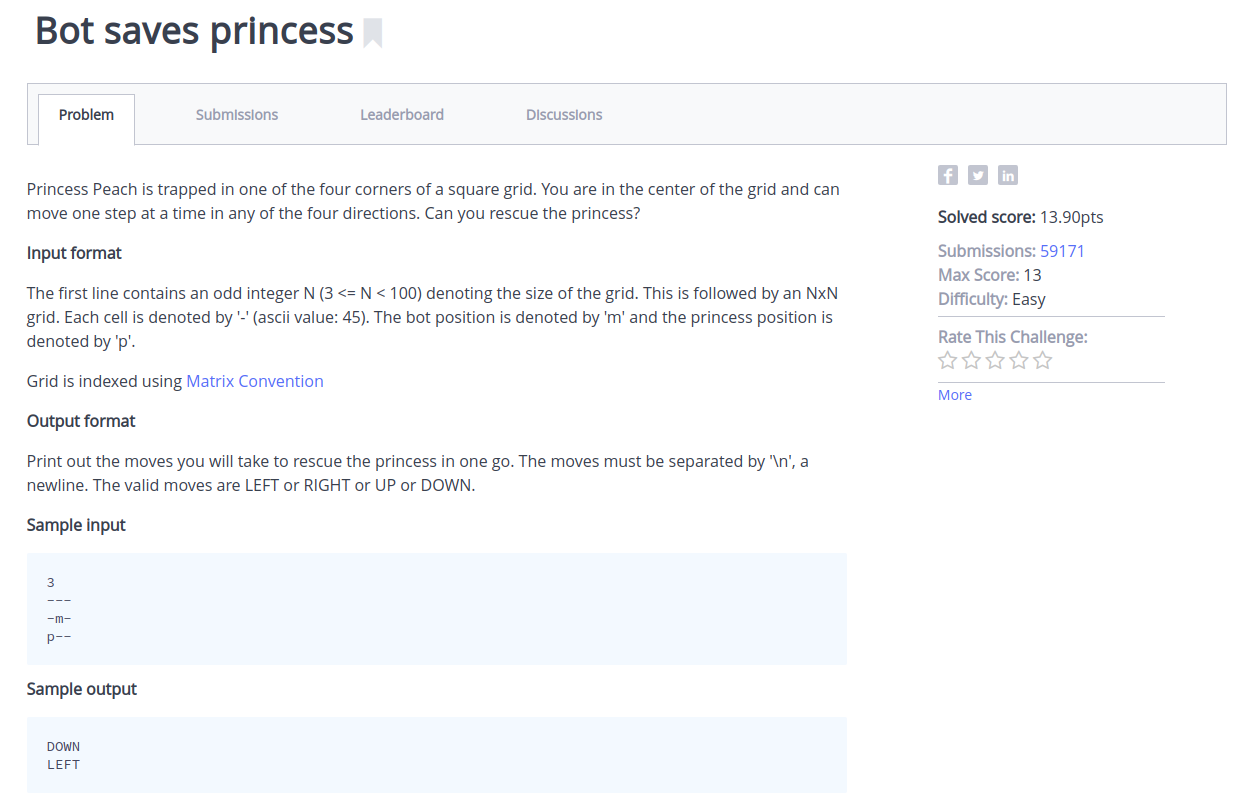 Bot saves princess
Problem
Submissions
Leaderboard
Discussions
Princess Peach is trapped in one of the four corners of a square grid. You are in the center of the grid and can
move one step at a time in any of the four directions. Can you rescue the princess?
Input format
The first line contains an odd integer N (3 <= N < 100) denoting the size of the grid. This is followed by an NxN
grid. Each cell is denoted by '-' (ascii value: 45). The bot position is denoted by 'm' and the princess position is
denoted by 'p'.
Grid is indexed using Matrix Convention
Output format
Print out the moves you will take to rescue the princess in one go. The moves must be separated by '\n', a
newline. The valid moves are LEFT or RIGHT or UP or DOWN.
Sample input
3
---
-m-
p--
Sample output
DOWN
LEFT
f
in
Solved score: 13.90pts
Submissions: 59171
Max Score: 13
Difficulty: Easy
Rate This Challenge:
More